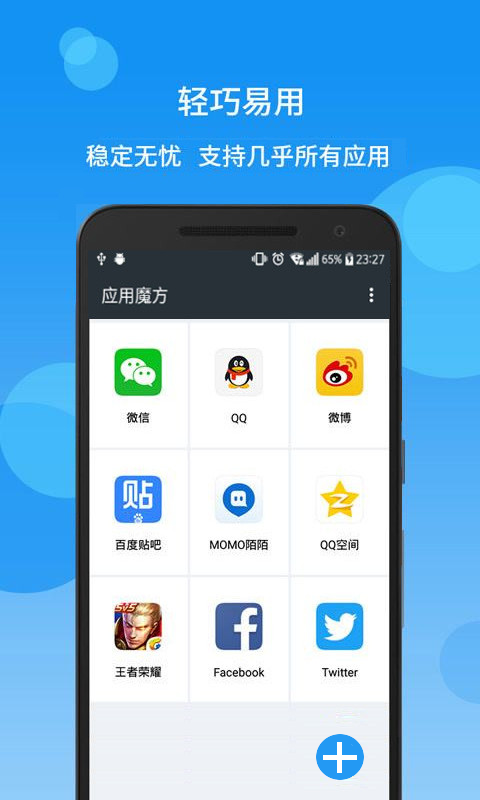 轻巧易用
稳定无忧 支持几乎所有应用
65% 23:27
应用魔方
微信 QQ 微博
贴
百度贴吧 MOMO陌陌 QQ空间
5V5
王者荣耀 Facebook Twitter